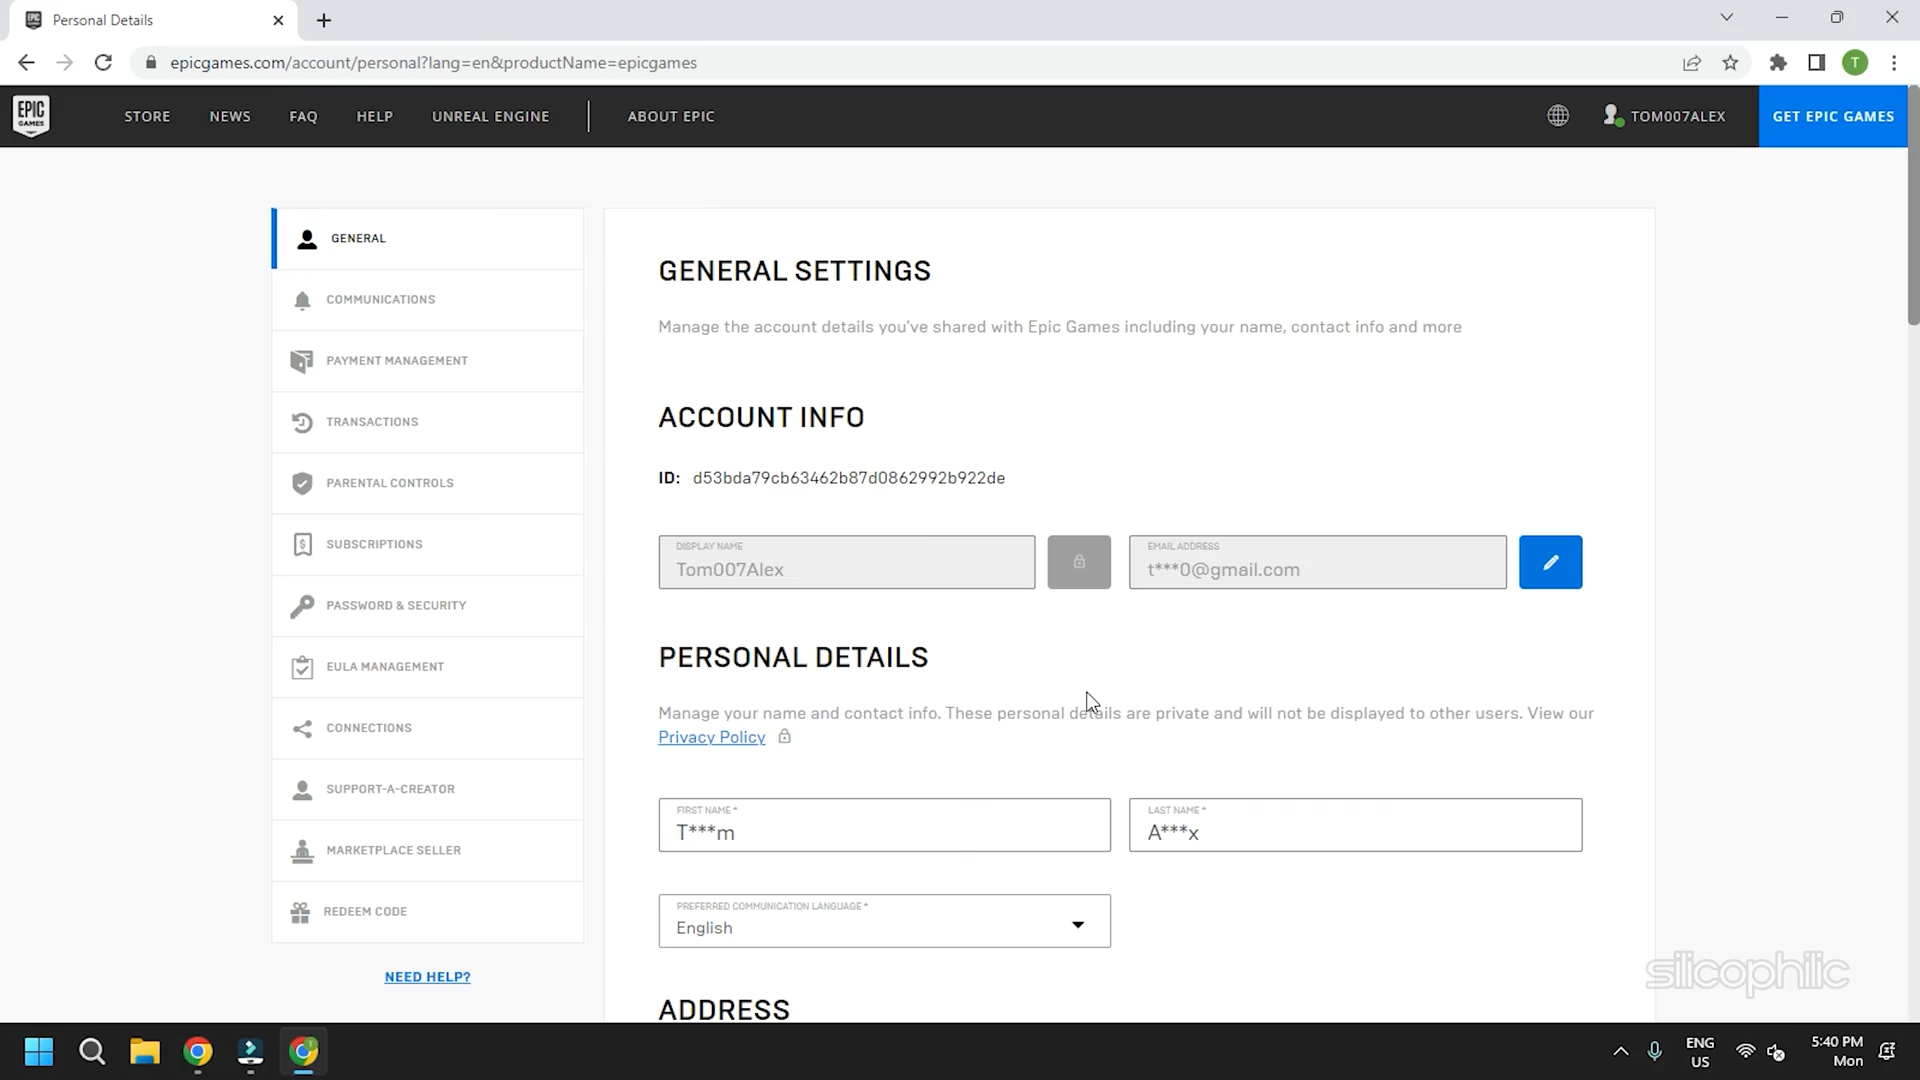 Personal Details
epicgames.com/account/personal?lang=en&productName=epicgames
T
EPIC
GAMES
STORE
NEWS
FAQ
HELP
UNREAL ENGINE
ABOUT EPIC
TOM007ALEX
GET EPIC GAMES
GENERAL
COMMUNICATIONS
PAYMENT MANAGEMENT
TRANSACTIONS
PARENTAL CONTROLS
SUBSCRIPTIONS
PASSWORD & SECURITY
EULA MANAGEMENT
CONNECTIONS
SUPPORT-A-CREATOR
MARKETPLACE SELLER
REDEEM CODE
NEED HELP?
GENERAL SETTINGS
Manage the account details you've shared with Epic Games including your name, contact info and more
ACCOUNT INFO
ID: d53bda79cb63462b87d0862992b922de
DISPLAY NAME
Tom007Alex
EMAIL ADDRESS
t***0@gmail.com
PERSONAL DETAILS
Manage your name and contact info. These personal details are private and will not be displayed to other users. View our
Privacy Policy
FIRST NAME *
T***m
LAST NAME *
A***x
PREFERRED COMMUNICATION LANGUAGE *
English
ADDRESS
silicophilic
ENG
US
5:40 PM
Mon